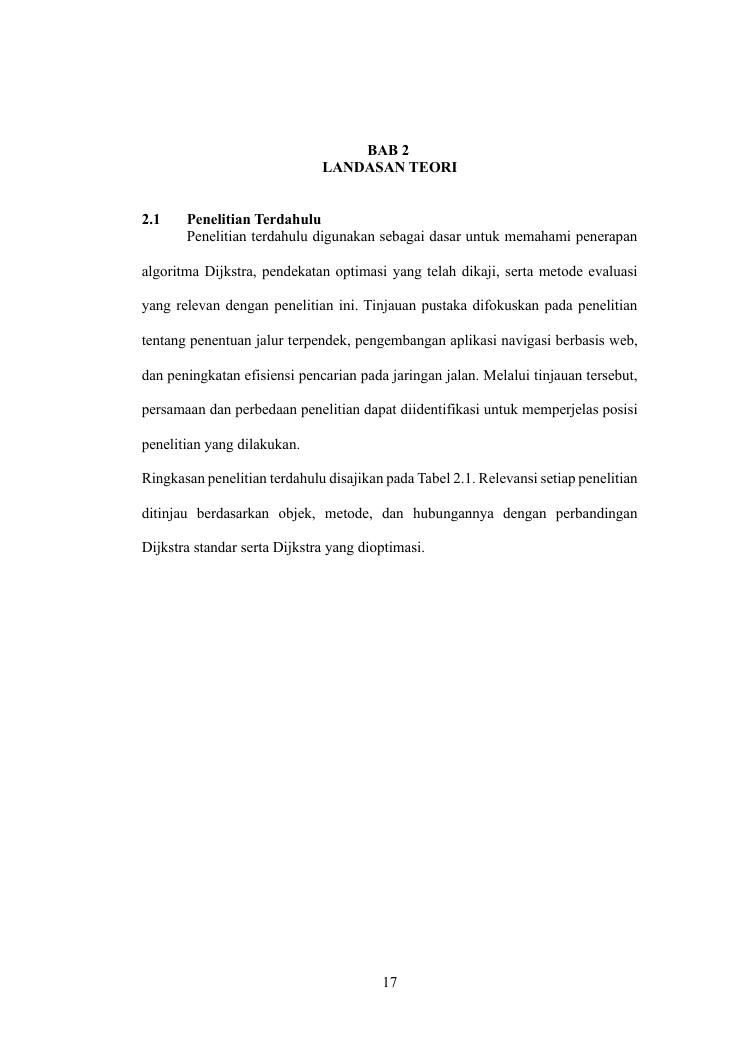 BAB 2
LANDASAN TEORI
2.1 Penelitian Terdahulu
Penelitian terdahulu digunakan sebagai dasar untuk memahami penerapan
algoritma Dijkstra, pendekatan optimasi yang telah dikaji, serta metode evaluasi
yang relevan dengan penelitian ini. Tinjauan pustaka difokuskan pada penelitian
tentang penentuan jalur terpendek, pengembangan aplikasi navigasi berbasis web,
dan peningkatan efisiensi pencarian pada jaringan jalan. Melalui tinjauan tersebut,
persamaan dan perbedaan penelitian dapat diidentifikasi untuk memperjelas posisi
penelitian yang dilakukan.
Ringkasan penelitian terdahulu disajikan pada Tabel 2.1. Relevansi setiap penelitian
ditinjau berdasarkan objek, metode, dan hubungannya dengan perbandingan
Dijkstra standar serta Dijkstra yang dioptimasi.
17